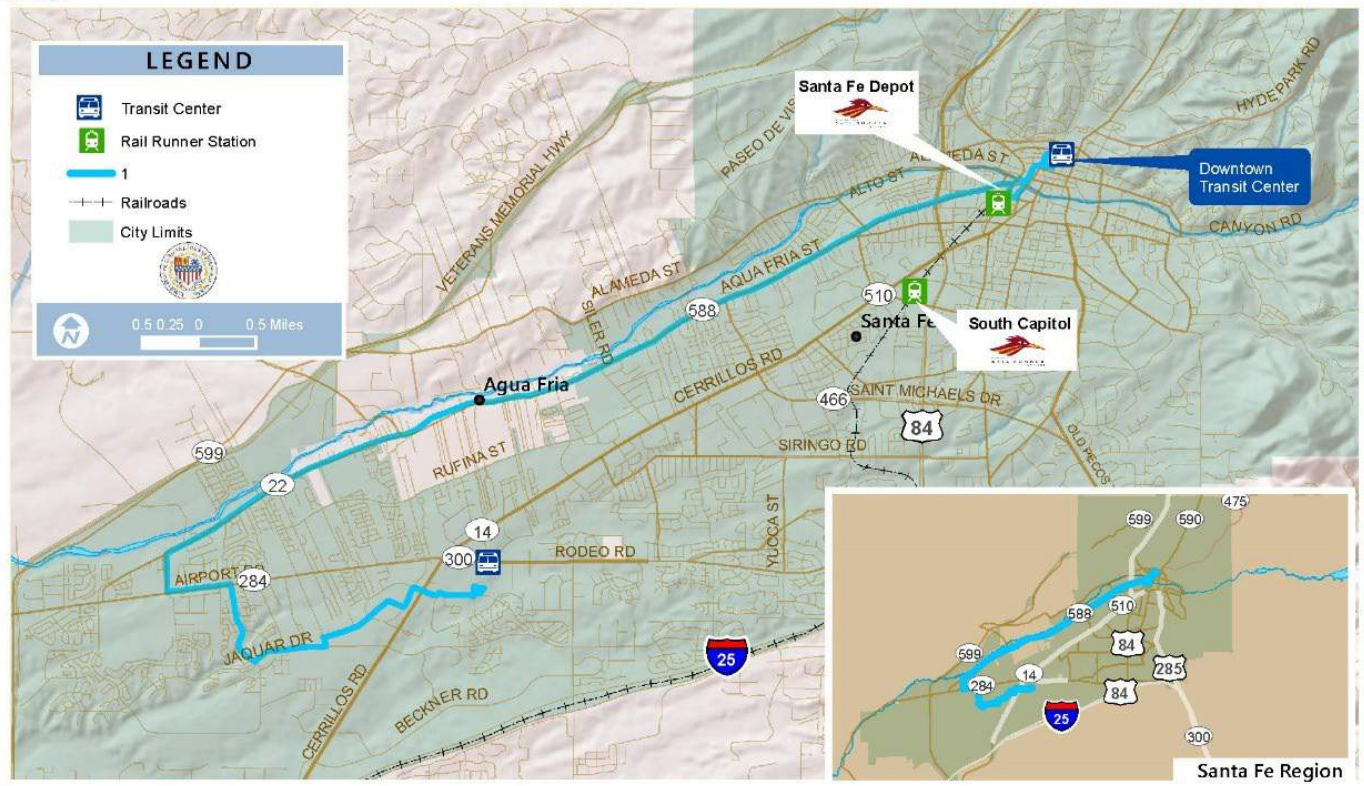 LEGEND
Transit Center
Rail Runner Station
1
Railroads
City Limits
N
0.5 0.25 0 0.5 Miles
Santa Fe Depot
HYDE PARK RD
PASEO DE VIS
VETERANS MEMORIAL HWY
ALAMEDA ST
ALTO ST
Downtown
Transit Center
CANYON RD
ALAMEDA ST
AQUA FRIA ST
SILER RD
588
510
Santa Fe
South Capitol
CERRILLOS RD
Agua Fria
466
SAINT MICHAELS DR
84
OLD PECOS
SIRINGO RD
RUFINA ST
599
22
YUCCA ST
14
300
RODEO RD
AIRPORT RD
284
JAQUAR DR
25
CERRILLOS RD
BECKNER RD
475
599
590
588
510
599
84
285
284
14
84
25
300
Santa Fe Region